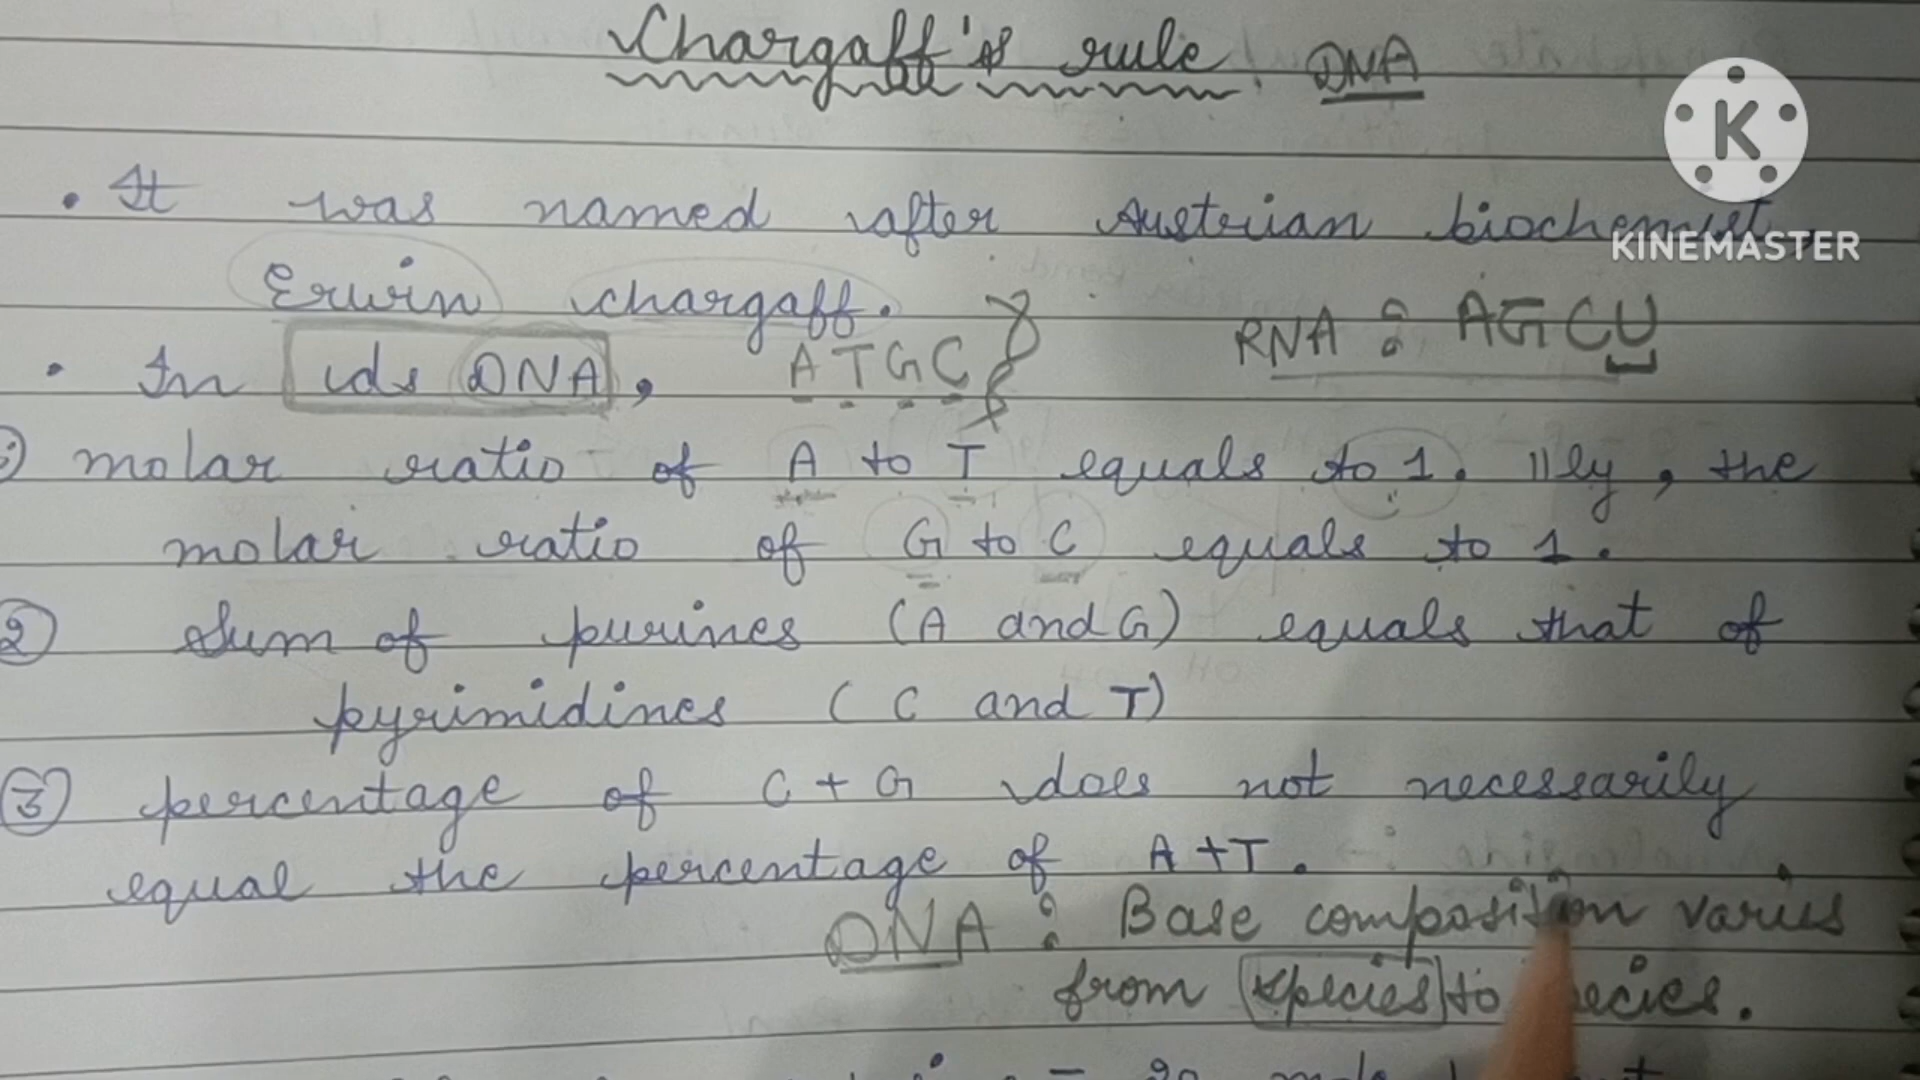 Chargaff's rule. DNA
K
KINEMASTER
• It was named after Austrian biochemist,
Erwin chargaff.
RNA : AGCU
• In ds DNA, ATGC
1) molar ratio of A to T equals to 1. llly, the
molar ratio of G to C equals to 1.
2) Sum of purines (A and G) equals that of
pyrimidines (C and T)
3) percentage of C + G does not necessarily
equal the percentage of A+T.
DNA : Base composition varies
from species to species.